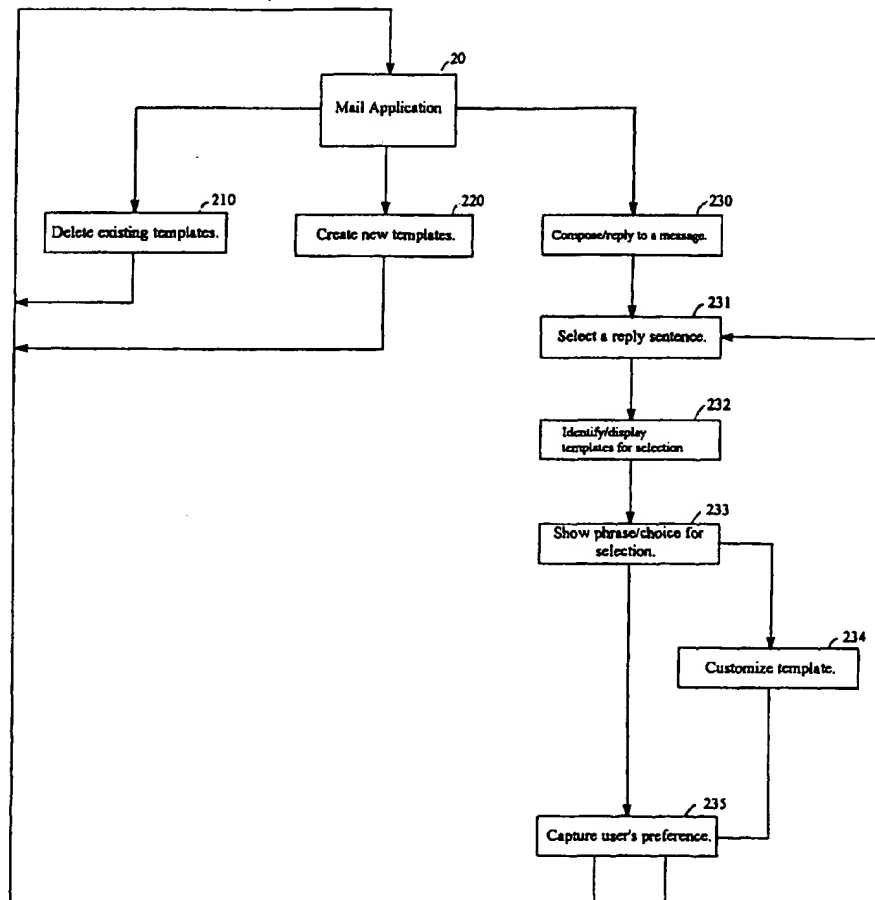 20
Mail Application
210
Delete existing templates.
220
Create new templates.
230
Compose/reply to a message.
231
Select a reply sentence.
232
Identify/display
templates for selection
233
Show phrase/choice for
selection.
234
Customize template.
235
Capture user's preference.